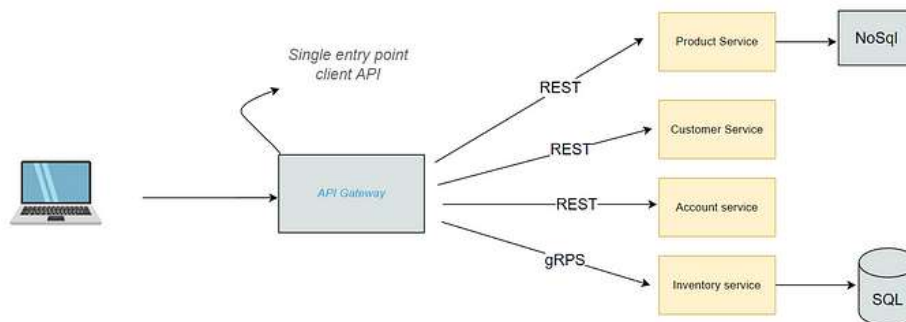 Single entry point
client API
API Gateway
REST
REST
REST
gRPS
Product Service
Customer Service
Account service
Inventory service
NoSql
SQL